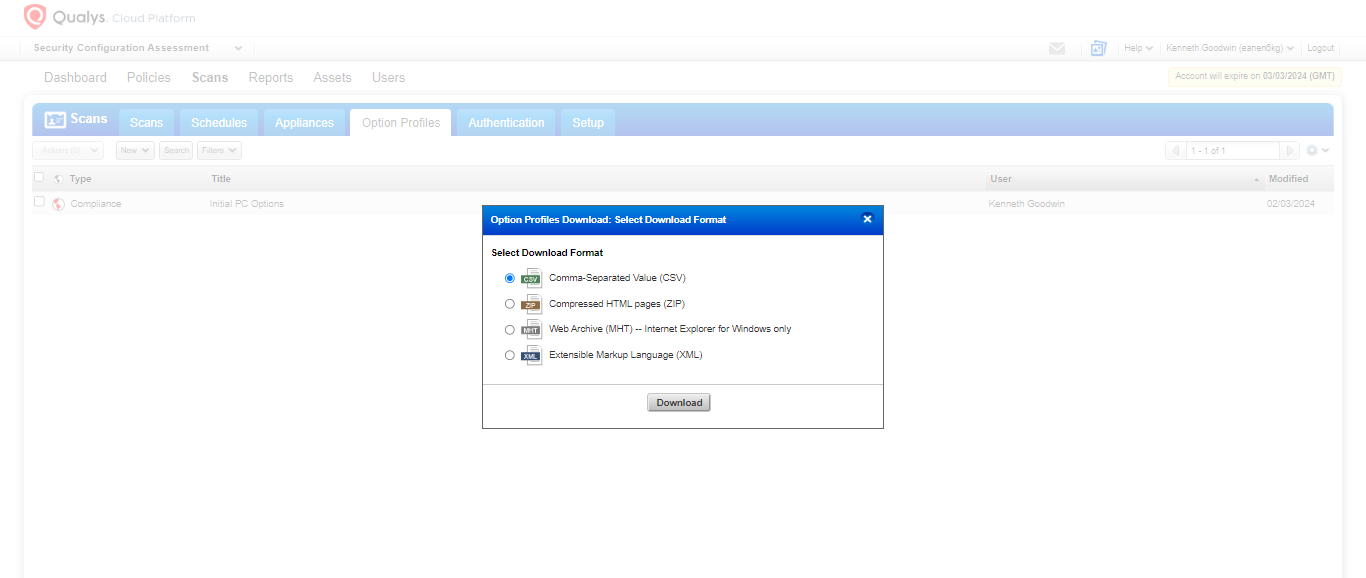 Qualys. Cloud Platform
Security Configuration Assessment
Help Kenneth Goodwin (eanen6kg) Logout
Dashboard Policies Scans Reports Assets Users
Account will expire on 03/03/2024 (GMT)
Scans Scans Schedules Appliances Option Profiles Authentication Setup
Actions (0) New Search Filters 1 - 1 of 1
Type Title User Modified
Compliance Initial PC Options Kenneth Goodwin 02/03/2024
Option Profiles Download: Select Download Format
Select Download Format
CSV Comma-Separated Value (CSV)
ZIP Compressed HTML pages (ZIP)
MHT Web Archive (MHT) -- Internet Explorer for Windows only
XML Extensible Markup Language (XML)
Download